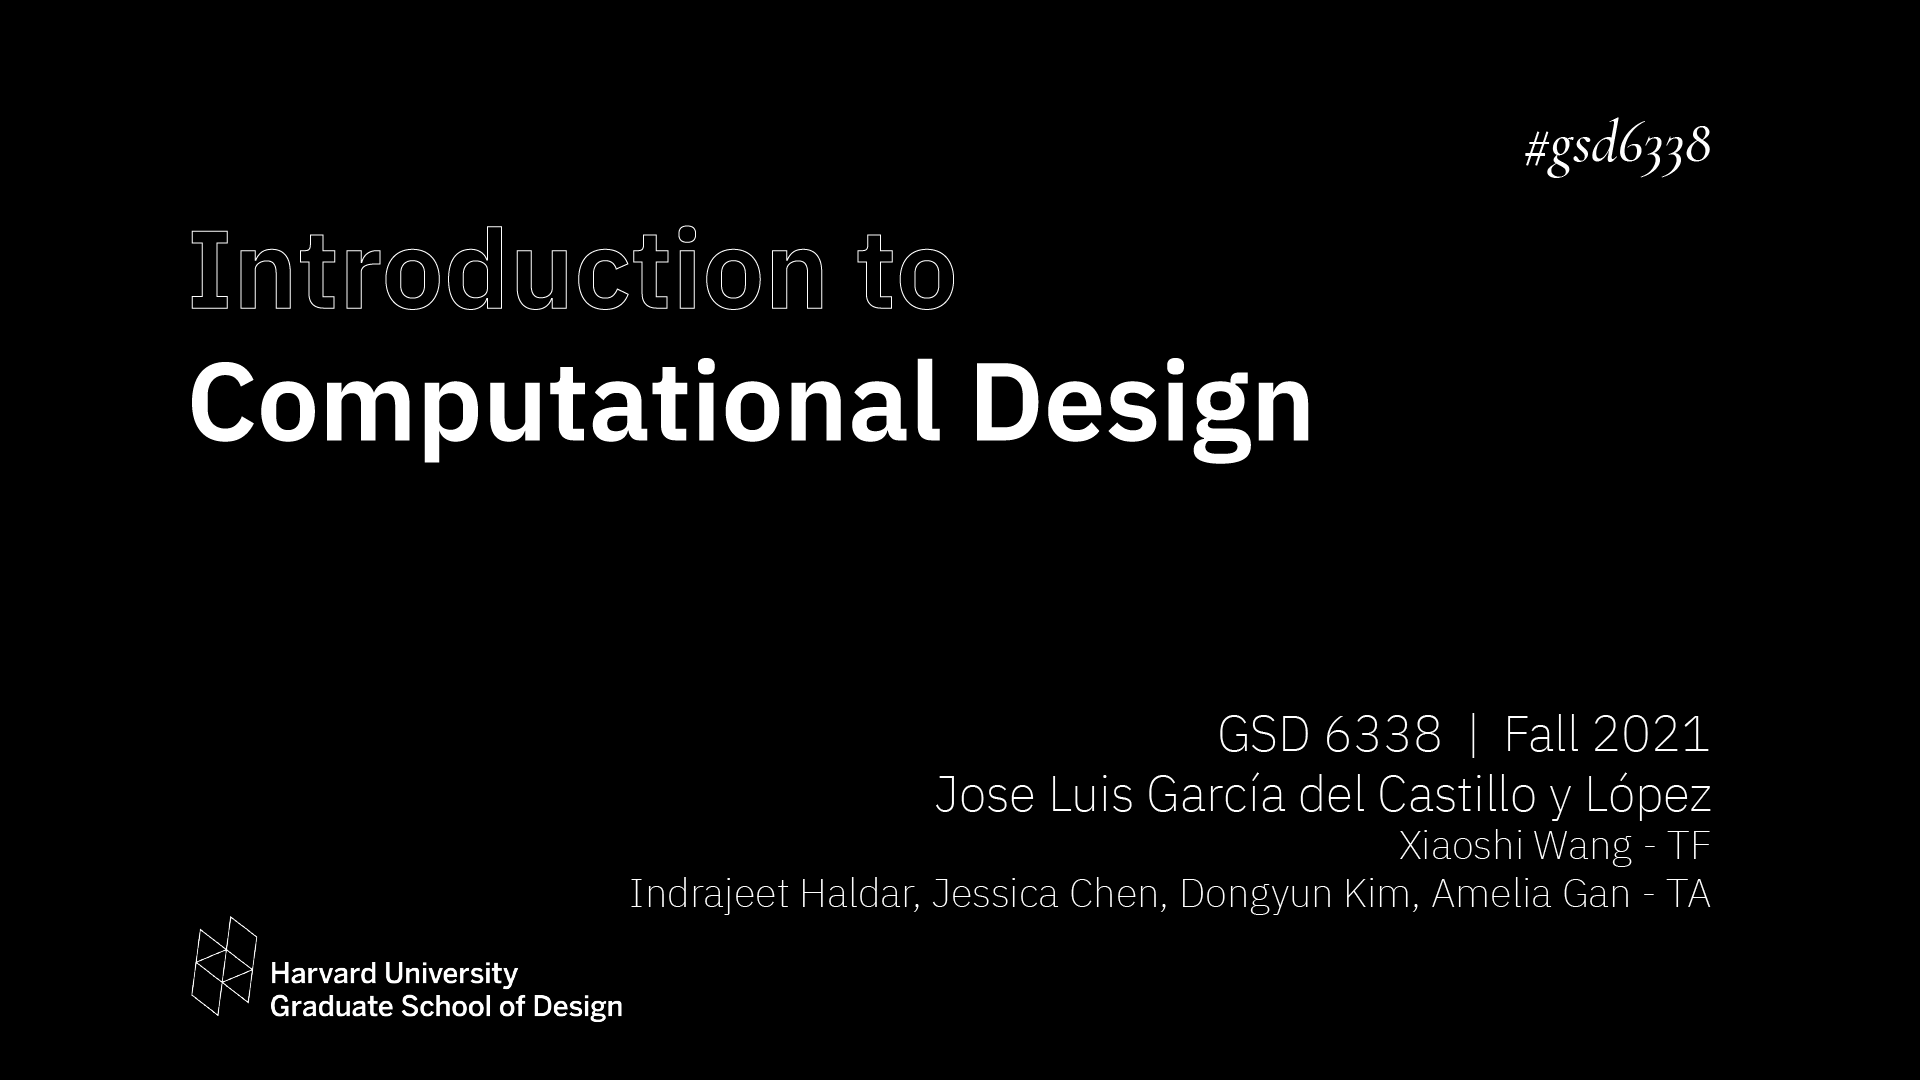 #gsd6338
Introduction to
Computational Design
GSD 6338 | Fall 2021
Jose Luis García del Castillo y López
Xiaoshi Wang - TF
Indrajeet Haldar, Jessica Chen, Dongyun Kim, Amelia Gan - TA
Harvard University
Graduate School of Design